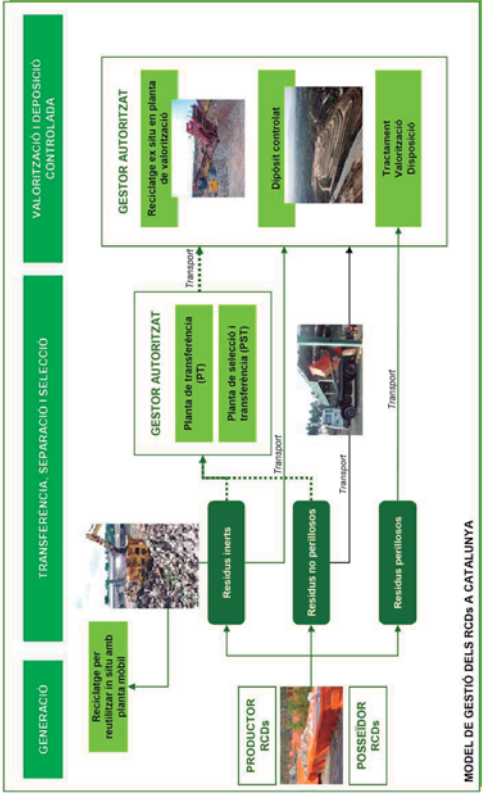 GENERACIÓ
TRANSFERÈNCIA, SEPARACIÓ I SELECCIÓ
VALORITZACIÓ I DEPOSICIÓ
CONTROLADA
Reciclatge per
reutilitzar in situ amb
planta mòbil
PRODUCTOR
RCDs
POSSEÏDOR
RCDs
Residus inerts
Residus no perillosos
Residus perillosos
GESTOR AUTORITZAT
Planta de transferència
(PT)
Planta de selecció i
transferència (PST)
Transport
Transport
Transport
Transport
GESTOR AUTORITZAT
Reciclatge ex situ en planta
de valorització
Dipòsit controlat
Tractament
Valorització
Disposició
MODEL DE GESTIÓ DELS RCDs A CATALUNYA